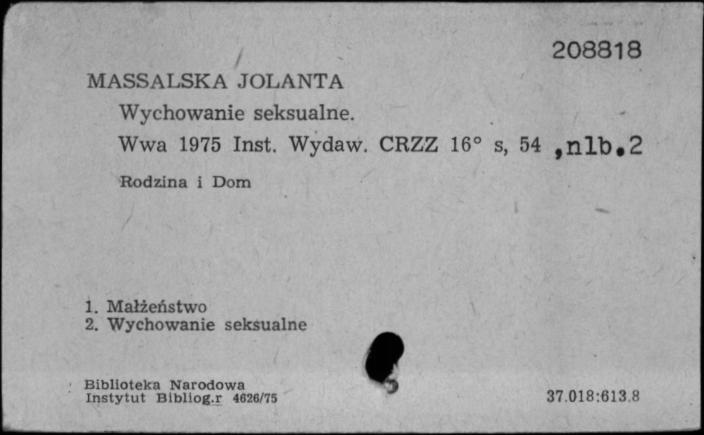 208818
MASSALSKA JOLANTA
Wychowanie seksualne.
Wwa 1975 Inst. Wydaw. CRZZ 16° s, 54 ,nlb.2
Rodzina i Dom
1. Małżeństwo
2. Wychowanie seksualne
Biblioteka Narodowa
Instytut Bibliog.r 4626/75
37.018:613.8